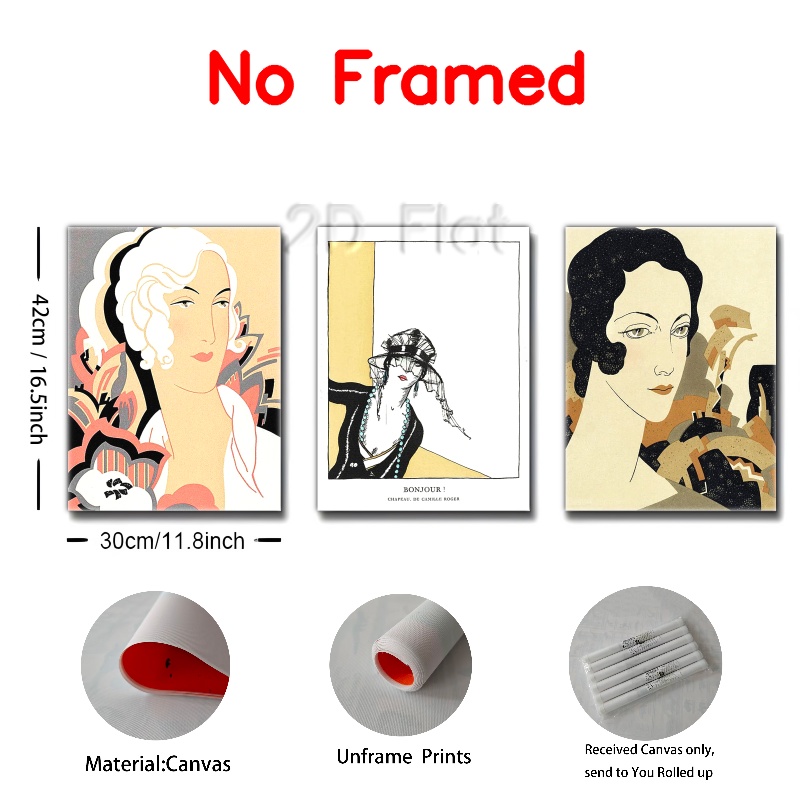 No Framed
2D Flat
42cm / 16.5inch
BONJOUR !
CHAPEAU, DE CAMILLE ROGER
30cm/11.8inch
Material:Canvas
Unframe Prints
Received Canvas only,
send to You Rolled up